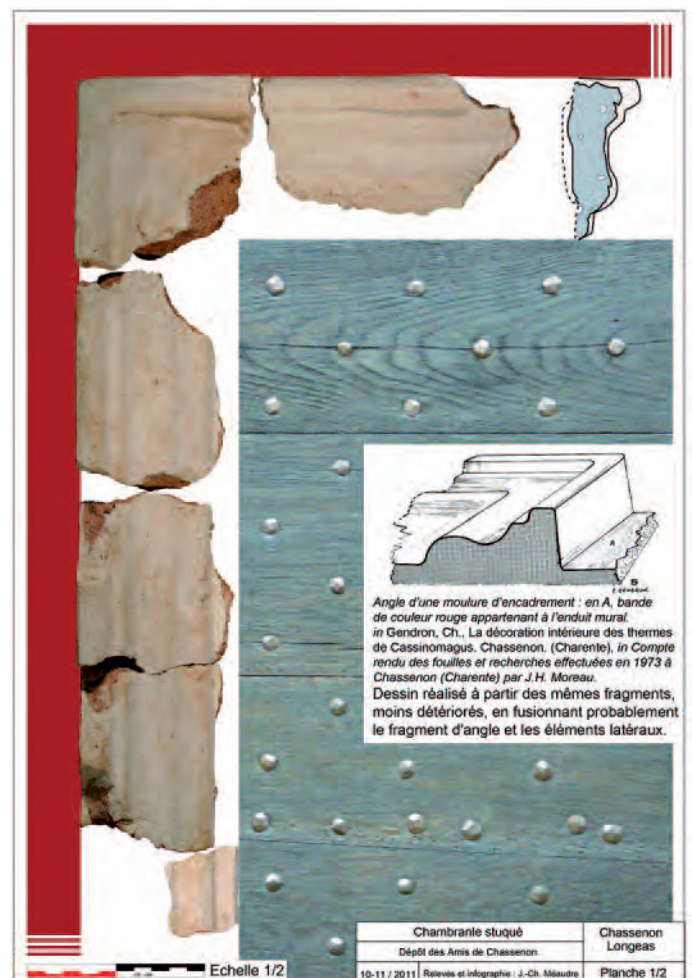 A
B
C. GENDRON
Angle d'une moulure d'encadrement : en A, bande
de couleur rouge appartenant à l'enduit mural.
in Gendron, Ch., La décoration intérieure des thermes
de Cassinomagus. Chassenon. (Charente), in Compte
rendu des fouilles et recherches effectuées en 1973 à
Chassenon (Charente) par J.H. Moreau.
Dessin réalisé à partir des mêmes fragments,
moins détériorés, en fusionnant probablement
le fragment d'angle et les éléments latéraux.
Echelle 1/2
Chambranle stuqué
Dépôt des Amis de Chassenon
10-11 / 2011
Relevés et infographie : J.-Ch. Méaudre
Chassenon
Longeas
Planche 1/2